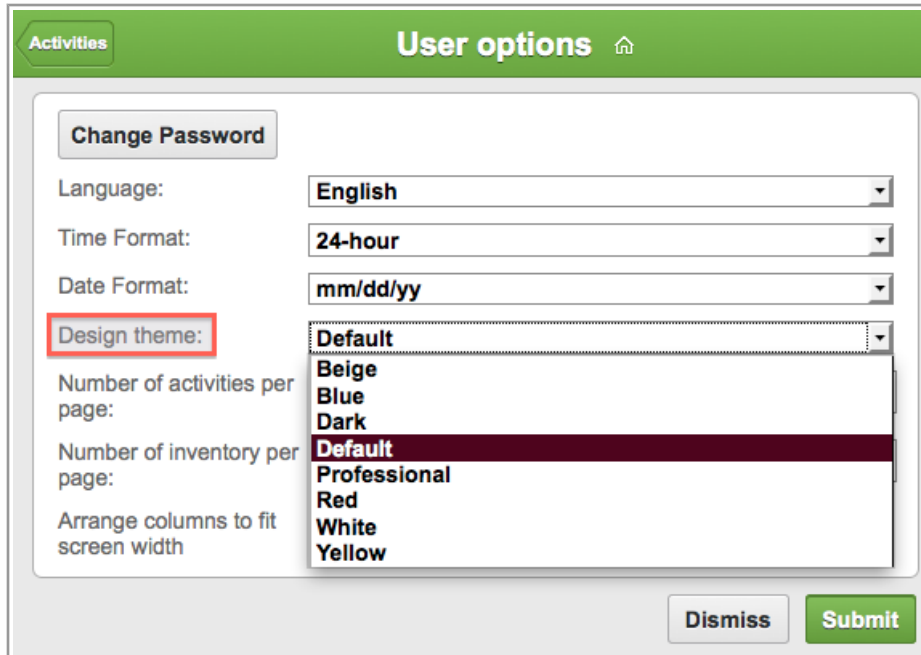 Activities
User options
Change Password
Language:
English
Time Format:
24-hour
Date Format:
mm/dd/yy
Design theme:
Default
Beige
Blue
Dark
Default
Professional
Red
White
Yellow
Number of activities per
page:
Number of inventory per
page:
Arrange columns to fit
screen width
Dismiss
Submit